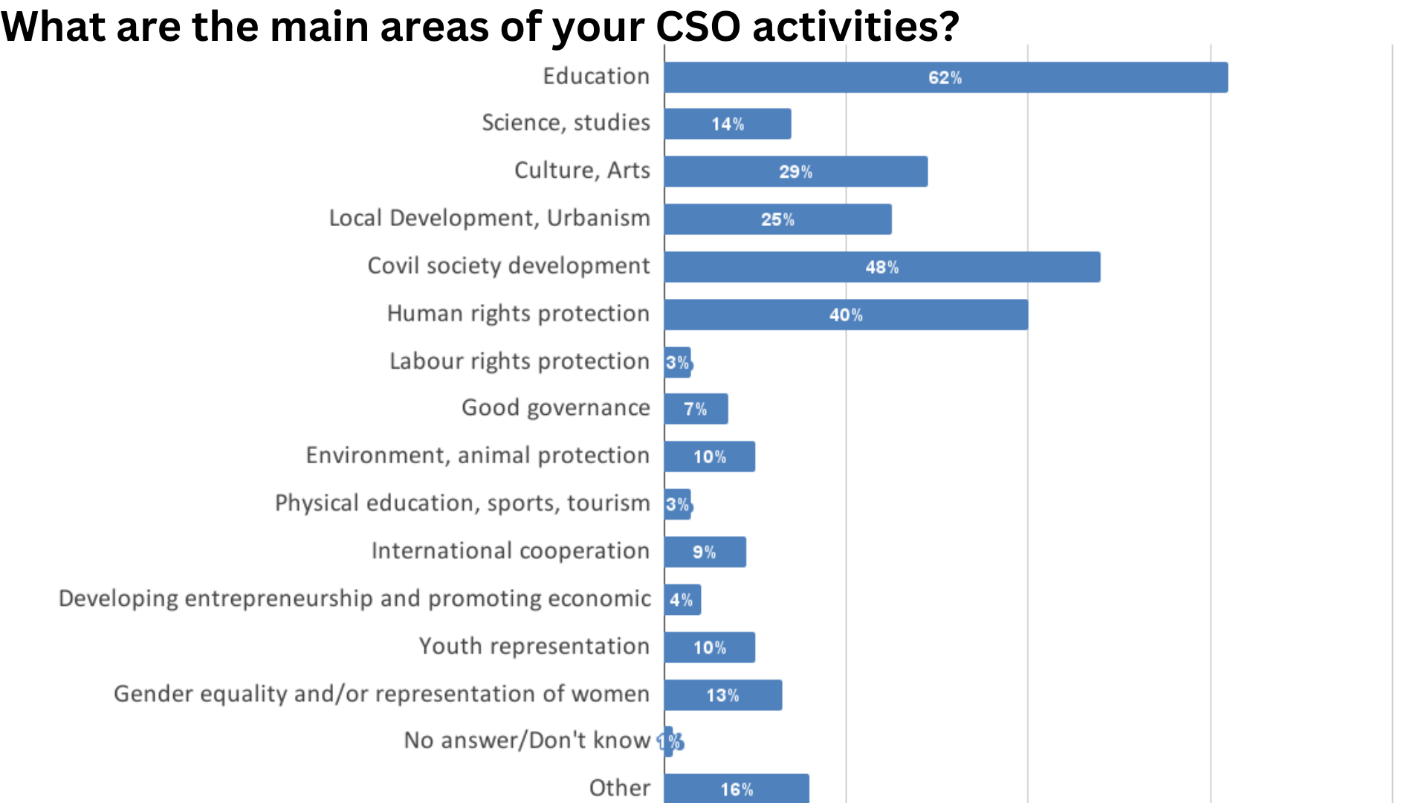 What are the main areas of your CSO activities?
Education 62%
Science, studies 14%
Culture, Arts 29%
Local Development, Urbanism 25%
Covil society development 48%
Human rights protection 40%
Labour rights protection 3%
Good governance 7%
Environment, animal protection 10%
Physical education, sports, tourism 3%
International cooperation 9%
Developing entrepreneurship and promoting economic 4%
Youth representation 10%
Gender equality and/or representation of women 13%
No answer/Don't know 1%
Other 16%